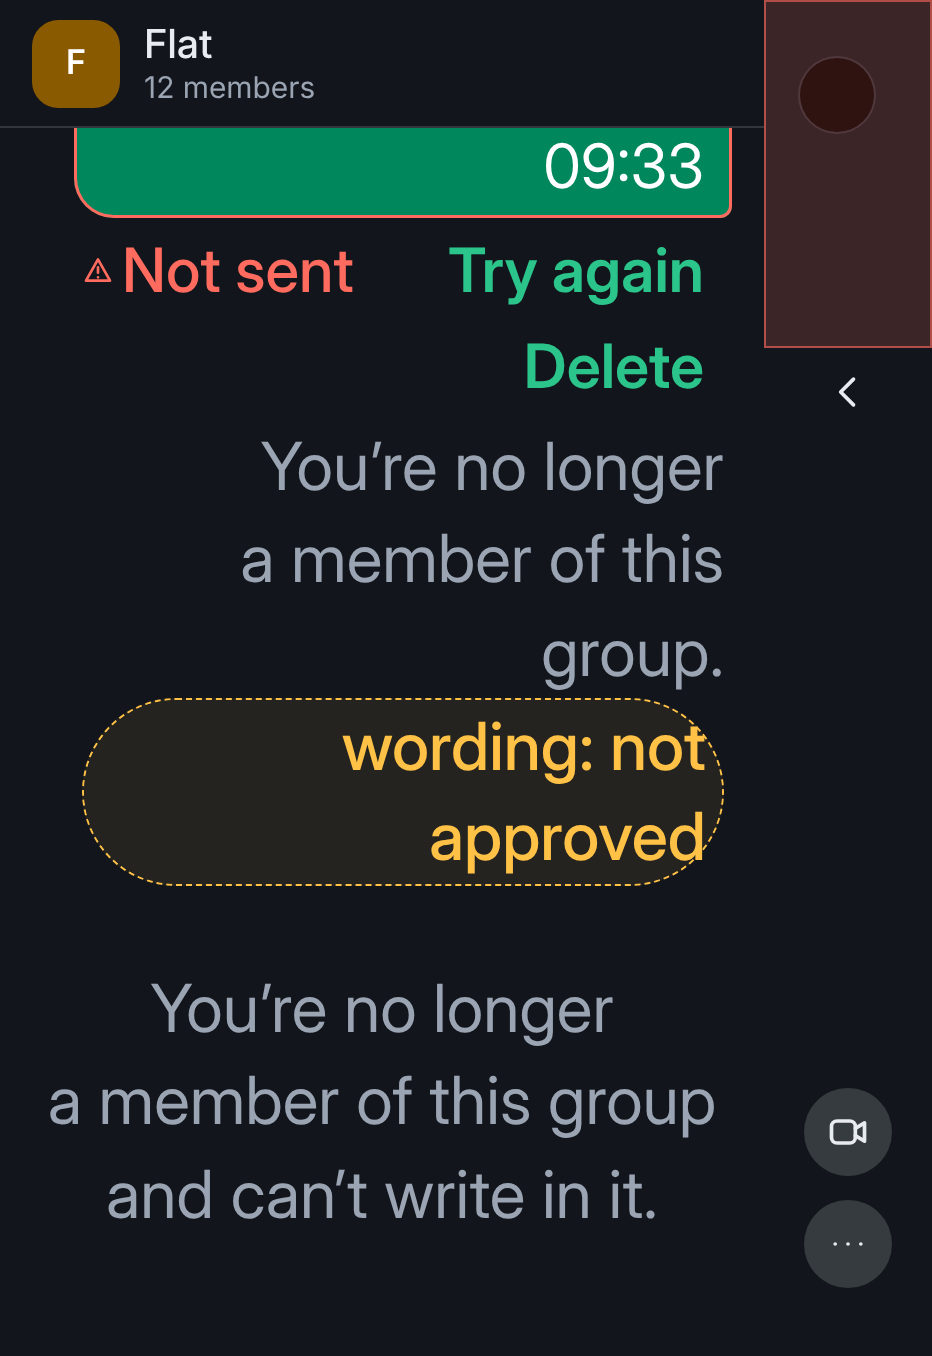 F
Flat
12 members
09:33
Not sent
Try again
Delete
You’re no longer
a member of this
group.
wording: not
approved
You’re no longer
a member of this group
and can’t write in it.